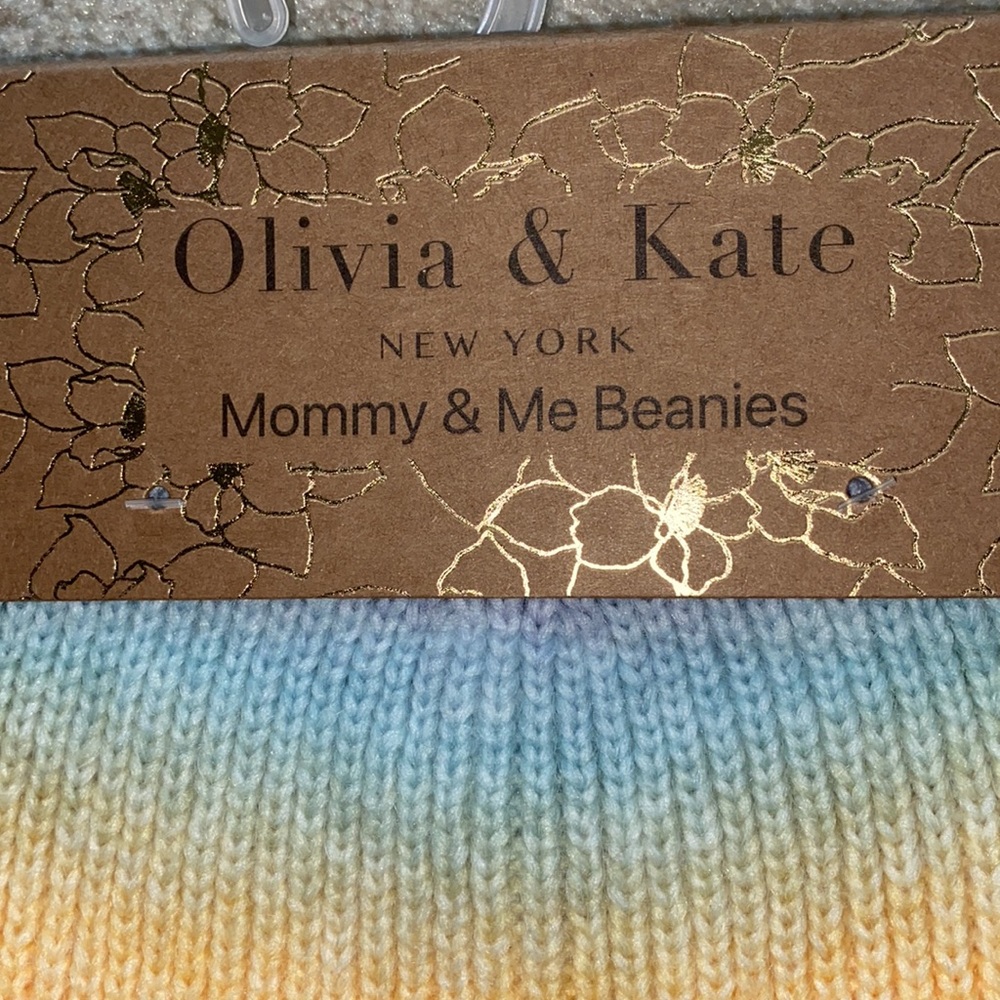 Olivia & Kate
NEW YORK
Mommy & Me Beanies